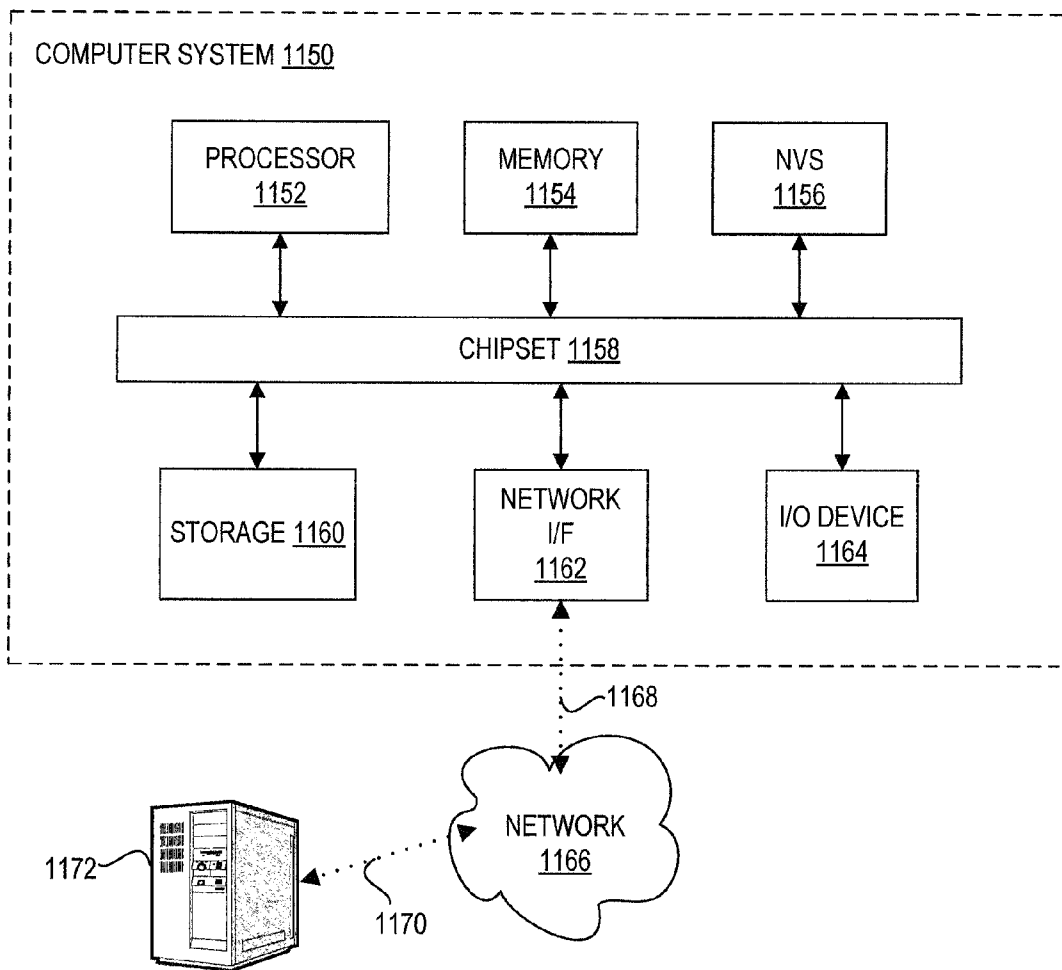 COMPUTER SYSTEM 1150
PROCESSOR
1152
MEMORY
1154
NVS
1156
CHIPSET 1158
STORAGE 1160
NETWORK
I/F
1162
I/O DEVICE
1164
1168
NETWORK
1166
1172
1170